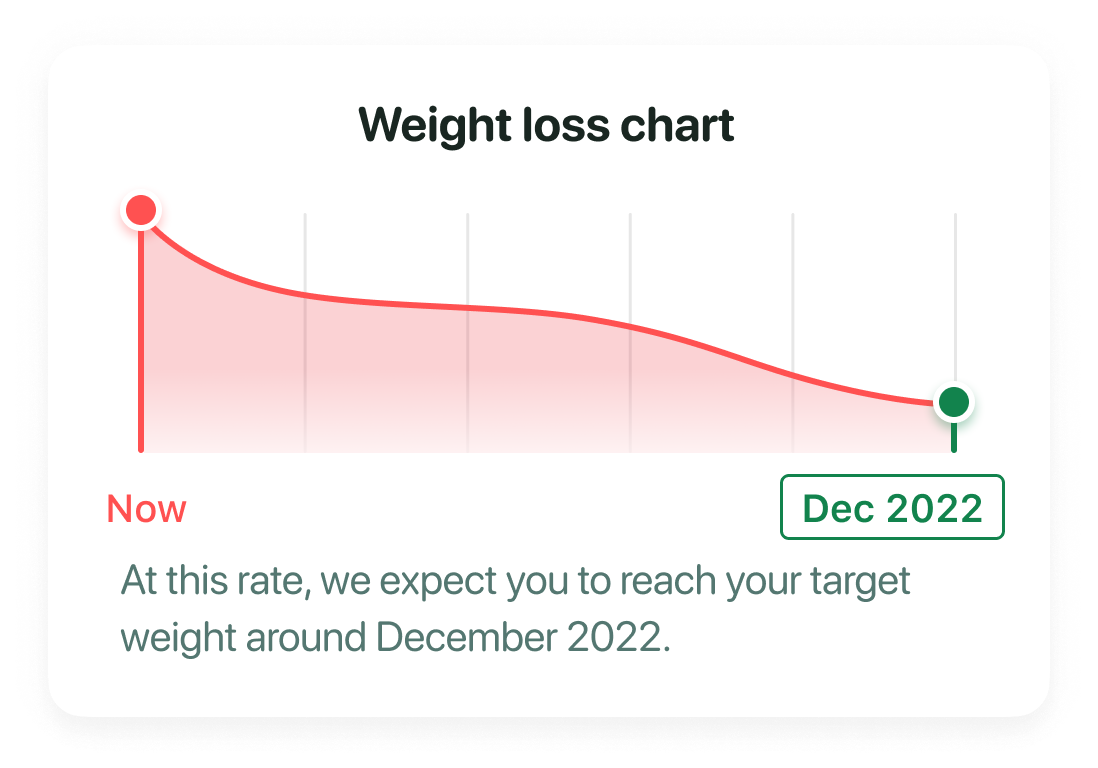 Weight loss chart
Now
Dec 2022
At this rate, we expect you to reach your target
weight around December 2022.